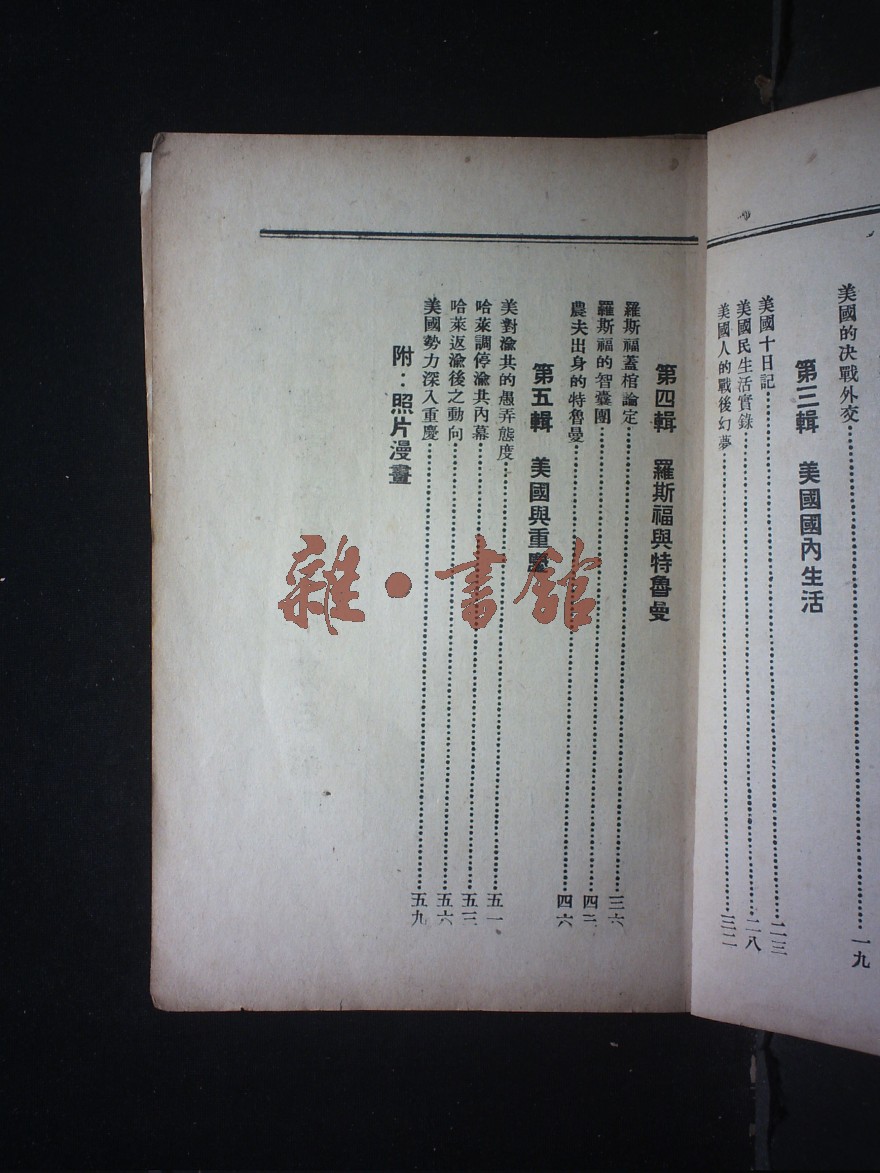 美國的决戰外交……一九
第三輯 美國國內生活
美國十日記……二三
美國民生活實錄……二八
美國人的戰後幻夢……三二
第四輯 羅斯福與特魯曼
羅斯福蓋棺論定……三六
羅斯福的智囊團……四三
農夫出身的特魯曼……四六
第五輯 美國與重慶
美對渝共的愚弄態度……五一
哈萊調停渝共內幕……五三
哈萊返渝後之動向……五六
美國勢力深入重慶……五九
附：照片漫畫
雜·書館